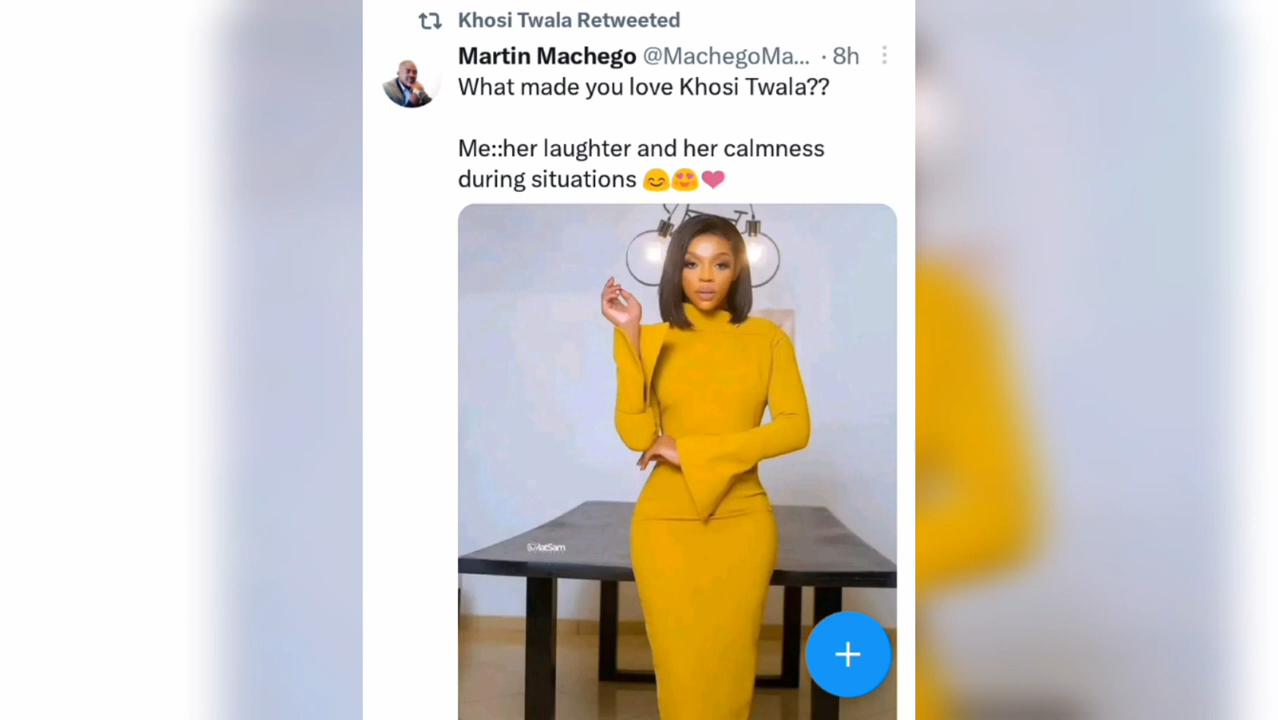 Khosi Twala Retweeted
Martin Machego @MachegoMa... · 8h
What made you love Khosi Twala??
Me::her laughter and her calmness
during situations 😊😍❤
@MatSam